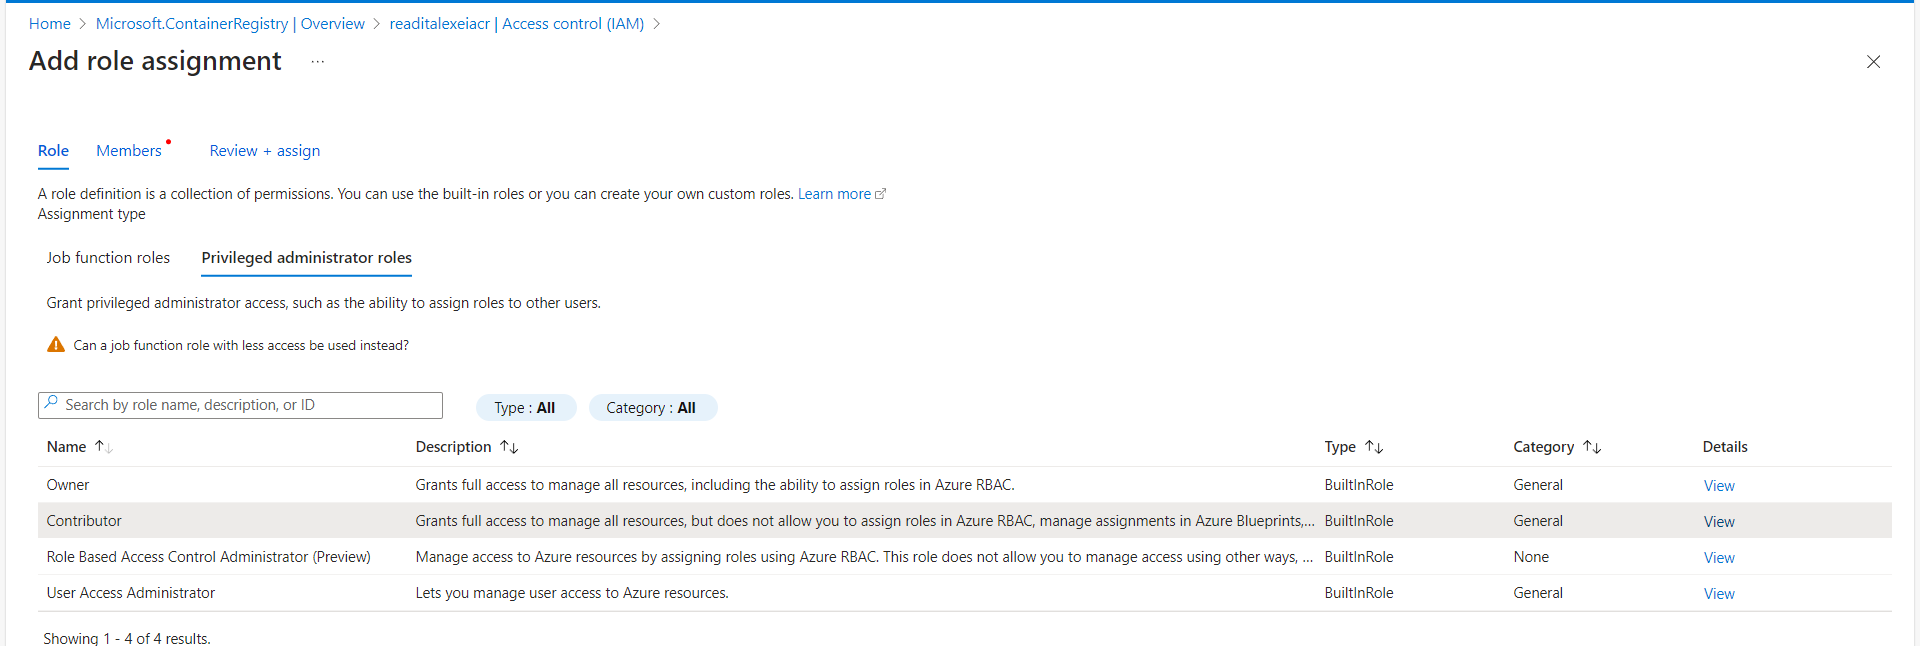 Home > Microsoft.ContainerRegistry | Overview > readitalexeiacr | Access control (IAM) >
Add role assignment ...
Role Members Review + assign
A role definition is a collection of permissions. You can use the built-in roles or you can create your own custom roles. Learn more
Assignment type
Job function roles Privileged administrator roles
Grant privileged administrator access, such as the ability to assign roles to other users.
Can a job function role with less access be used instead?
Search by role name, description, or ID Type : All Category : All
Name ↑↓ Description ↑↓ Type ↑↓ Category ↑↓ Details
Owner Grants full access to manage all resources, including the ability to assign roles in Azure RBAC. BuiltInRole General View
Contributor Grants full access to manage all resources, but does not allow you to assign roles in Azure RBAC, manage assignments in Azure Blueprints,... BuiltInRole General View
Role Based Access Control Administrator (Preview) Manage access to Azure resources by assigning roles using Azure RBAC. This role does not allow you to manage access using other ways, ... BuiltInRole None View
User Access Administrator Lets you manage user access to Azure resources. BuiltInRole General View
Showing 1 - 4 of 4 results.